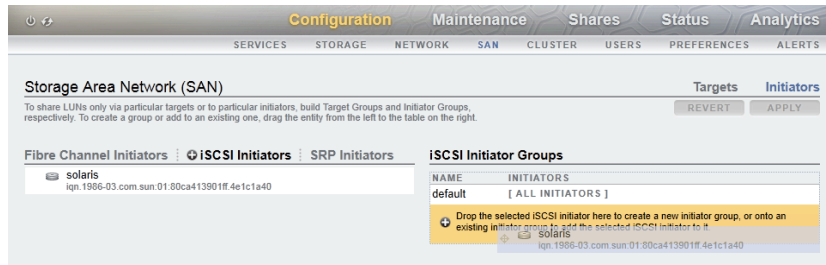 Configuration Maintenance Shares Status Analytics
SERVICES STORAGE NETWORK SAN CLUSTER USERS PREFERENCES ALERTS
Storage Area Network (SAN)
Targets Initiators
To share LUNs only via particular targets or to particular initiators, build Target Groups and Initiator Groups,
respectively. To create a group or add to an existing one, drag the entity from the left to the table on the right.
REVERT APPLY
Fibre Channel Initiators iSCSI Initiators SRP Initiators
solaris
iqn.1986-03.com.sun:01:80ca413901ff.4e1c1a40
iSCSI Initiator Groups
NAME INITIATORS
default [ ALL INITIATORS ]
Drop the selected iSCSI initiator here to create a new initiator group, or onto an
existing initiator group to add the selected iSCSI initiator to it.
solaris
iqn.1986-03.com.sun:01:80ca413901ff.4e1c1a40